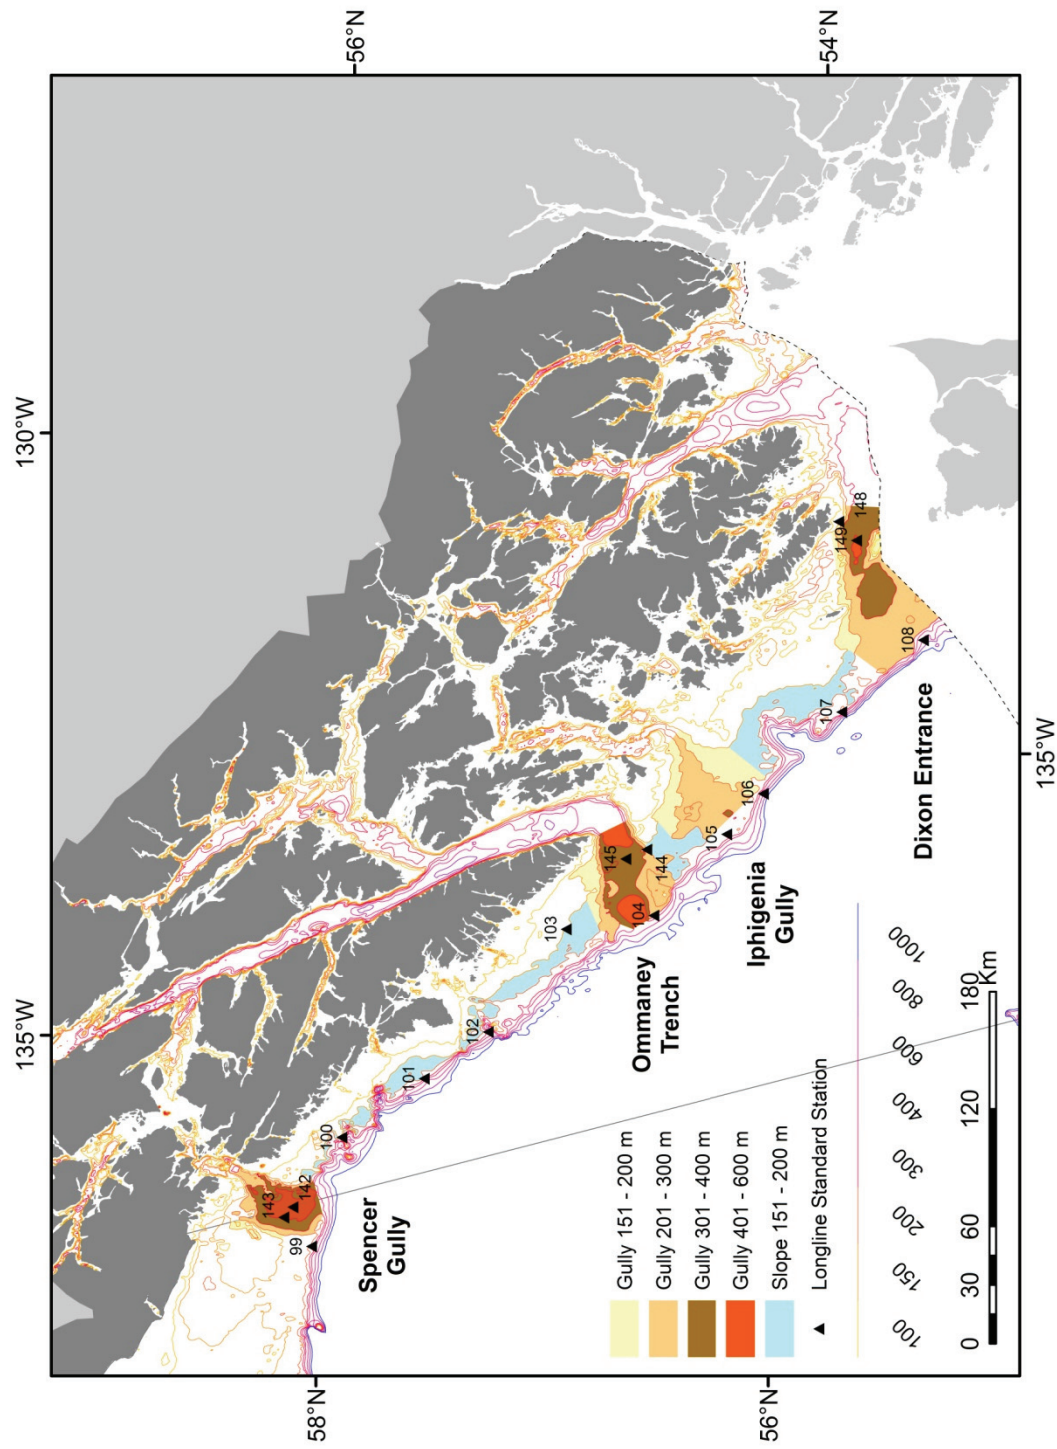 135°W
130°W
58°N
56°N
56°N
54°N
143
142
99
100
101
102
103
104
145
144
105
106
107
108
149
148
Spencer
Gully
Ommaney
Trench
Iphigenia
Gully
Dixon Entrance
Gully 151 - 200 m
Gully 201 - 300 m
Gully 301 - 400 m
Gully 401 - 600 m
Slope 151 - 200 m
Longline Standard Station
100 150 200 300 400 600 800 1000
0 30 60 120 180
Km
135°W